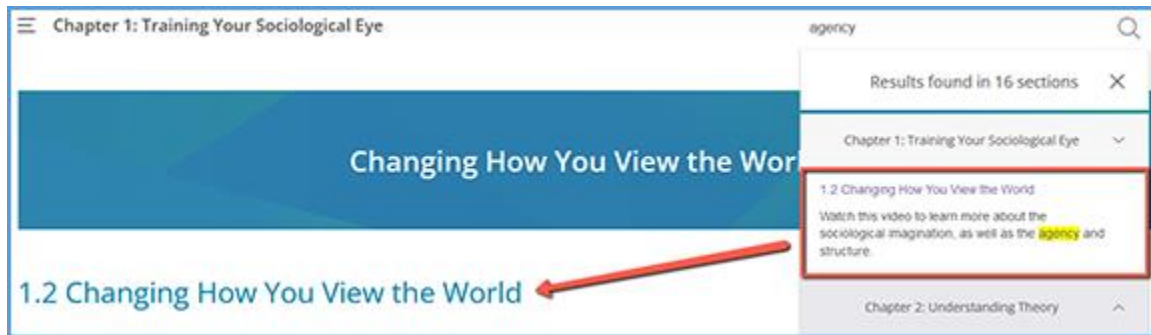 Chapter 1: Training Your Sociological Eye
agency
Results found in 16 sections
Chapter 1: Training Your Sociological Eye
Changing How You View the Worl
1.2 Changing How You View the World
Watch this video to learn more about the
sociological imagination, as well as the agency and
structure.
1.2 Changing How You View the World
Chapter 2: Understanding Theory